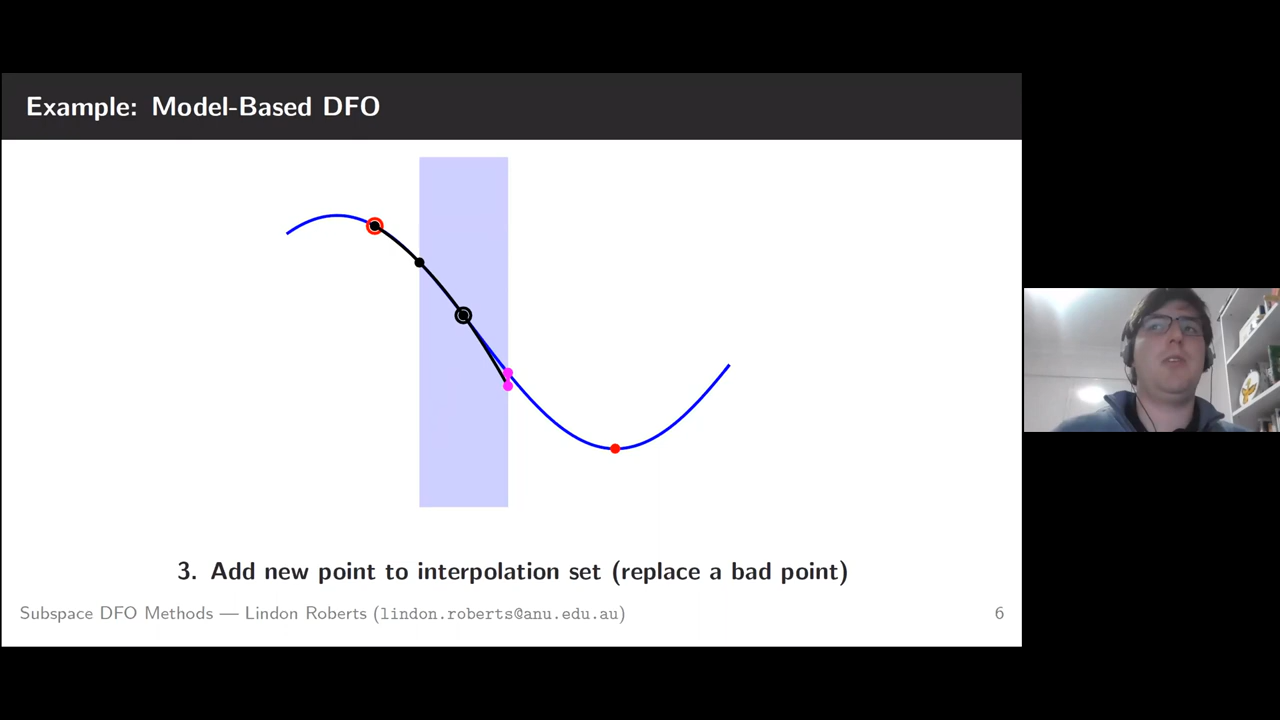 Example: Model-Based DFO
3. Add new point to interpolation set (replace a bad point)
Subspace DFO Methods — Lindon Roberts (lindon.roberts@anu.edu.au)
6